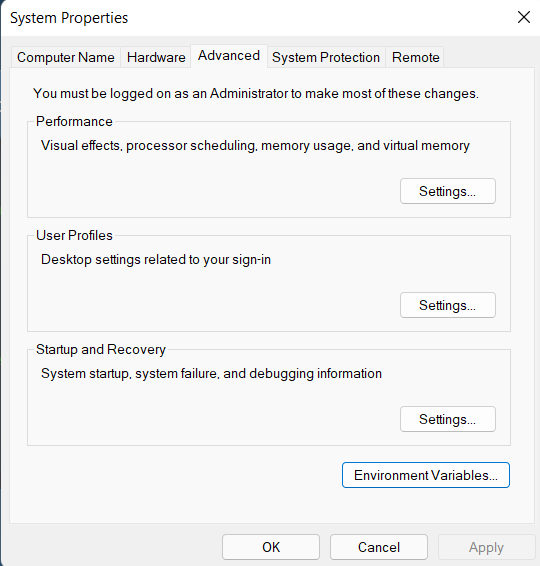 System Properties
Computer Name Hardware Advanced System Protection Remote
You must be logged on as an Administrator to make most of these changes.
Performance
Visual effects, processor scheduling, memory usage, and virtual memory
Settings...
User Profiles
Desktop settings related to your sign-in
Settings...
Startup and Recovery
System startup, system failure, and debugging information
Settings...
Environment Variables...
OK Cancel Apply